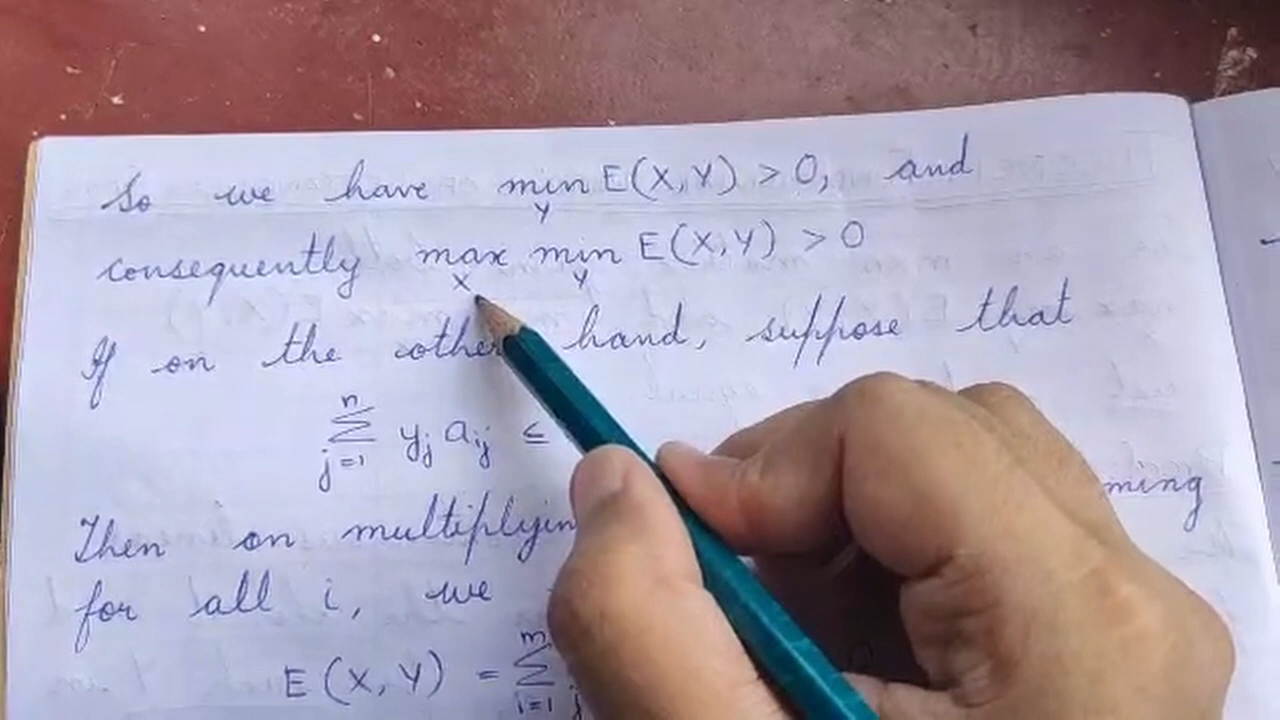 So we have min E(X,Y) > 0, and
Y
consequently max min E(X,Y) > 0
X Y
If on the other hand, suppose that
n
∑ yj aij ≤
j=1
Then on multiplyin ming
for all i, we
m
E(X,Y) = ∑
i=1 j